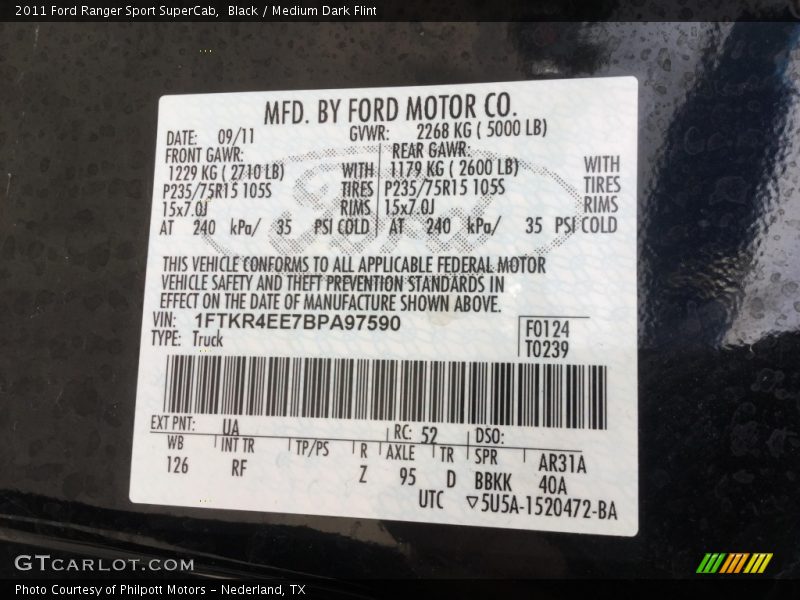 2011 Ford Ranger Sport SuperCab, Black / Medium Dark Flint
MFD. BY FORD MOTOR CO.
DATE: 09/11 GVWR: 2268 KG ( 5000 LB)
FRONT GAWR: REAR GAWR:
1229 KG ( 2710 LB) WITH 1179 KG ( 2600 LB) WITH
P235/75R15 105S TIRES P235/75R15 105S TIRES
15x7.0J RIMS 15x7.0J RIMS
AT 240 kPa/ 35 PSI COLD AT 240 kPa/ 35 PSI COLD
THIS VEHICLE CONFORMS TO ALL APPLICABLE FEDERAL MOTOR
VEHICLE SAFETY AND THEFT PREVENTION STANDARDS IN
EFFECT ON THE DATE OF MANUFACTURE SHOWN ABOVE.
VIN: 1FTKR4EE7BPA97590 F0124
TYPE: Truck T0239
EXT PNT: UA RC: 52 DSO:
WB INT TR TP/PS R AXLE TR SPR AR31A
126 RF Z 95 D BBKK 40A
UTC ▽5U5A-1520472-BA
GTCARLOT.COM
Photo Courtesy of Philpott Motors - Nederland, TX